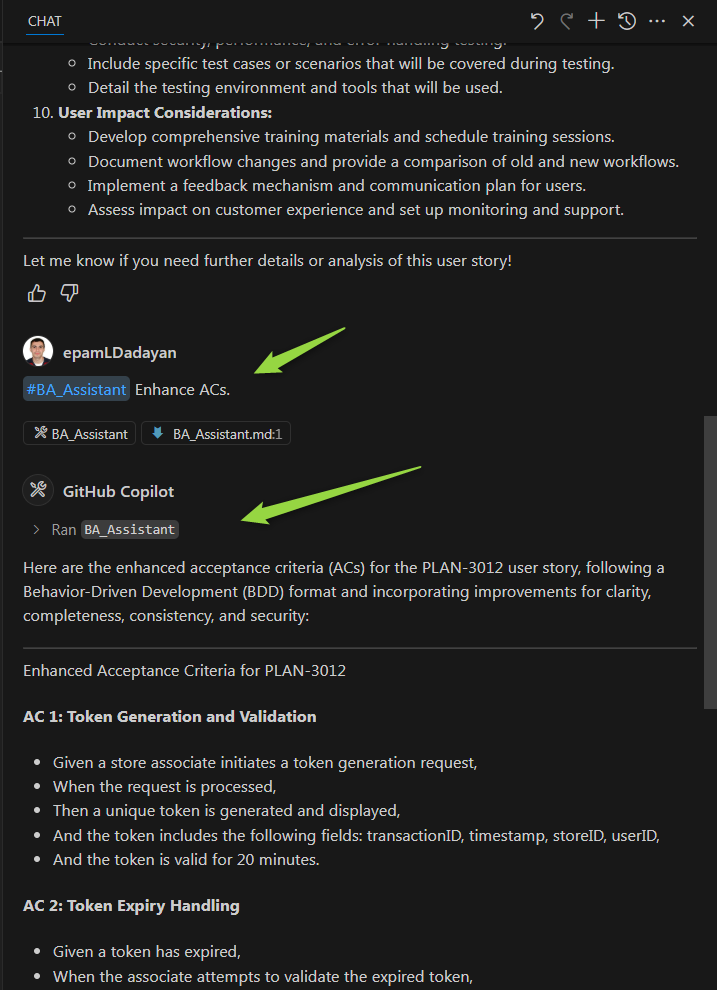 CHAT
Conduct security, performance, and error handling testing.
Include specific test cases or scenarios that will be covered during testing.
Detail the testing environment and tools that will be used.
10. User Impact Considerations:
Develop comprehensive training materials and schedule training sessions.
Document workflow changes and provide a comparison of old and new workflows.
Implement a feedback mechanism and communication plan for users.
Assess impact on customer experience and set up monitoring and support.
Let me know if you need further details or analysis of this user story!
epamLDadayan
#BA_Assistant Enhance ACs.
BA_Assistant BA_Assistant.md:1
GitHub Copilot
Ran BA_Assistant
Here are the enhanced acceptance criteria (ACs) for the PLAN-3012 user story, following a
Behavior-Driven Development (BDD) format and incorporating improvements for clarity,
completeness, consistency, and security:
Enhanced Acceptance Criteria for PLAN-3012
AC 1: Token Generation and Validation
Given a store associate initiates a token generation request,
When the request is processed,
Then a unique token is generated and displayed,
And the token includes the following fields: transactionID, timestamp, storeID, userID,
And the token is valid for 20 minutes.
AC 2: Token Expiry Handling
Given a token has expired,
When the associate attempts to validate the expired token,